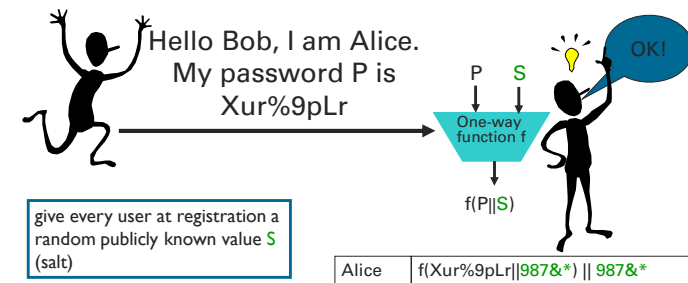 Hello Bob, I am Alice.
My password P is
Xur%9pLr
OK!
P S
One-way
function f
f(P||S)
give every user at registration a
random publicly known value S
(salt)
Alice f(Xur%9pLr||987&*) || 987&*